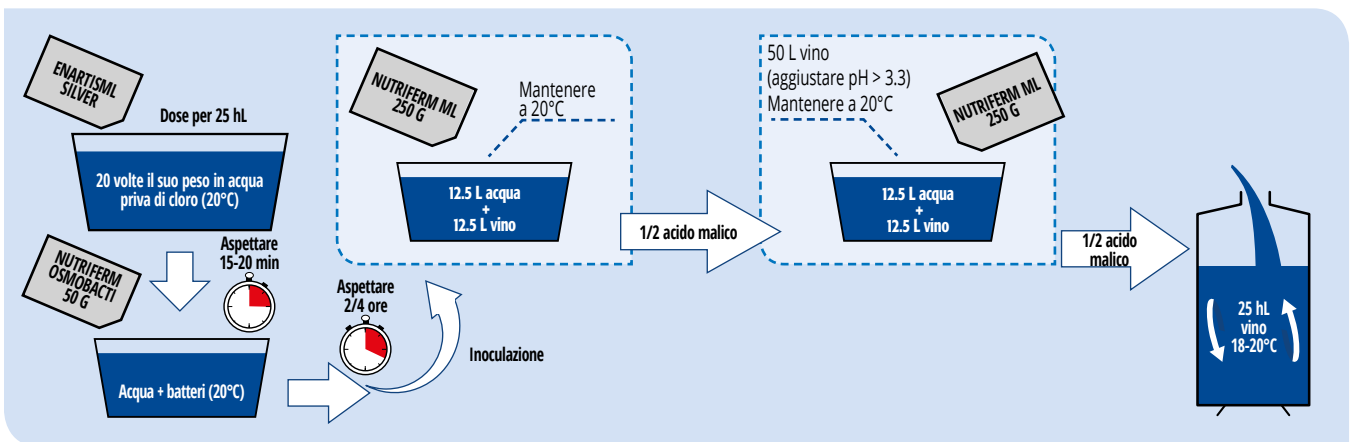 ENARTISML
SILVER
Dose per 25 hL
20 volte il suo peso in acqua
priva di cloro (20°C)
Aspettare
15-20 min
NUTRIFERM
OSMOBACTI
50 G
Acqua + batteri (20°C)
Aspettare
2/4 ore
Inoculazione
NUTRIFERM ML
250 G
Mantenere
a 20°C
12.5 L acqua
+
12.5 L vino
1/2 acido malico
50 L vino
(aggiustare pH > 3.3)
Mantenere a 20°C
NUTRIFERM ML
250 G
12.5 L acqua
+
12.5 L vino
1/2 acido
malico
25 hL
vino
18-20°C